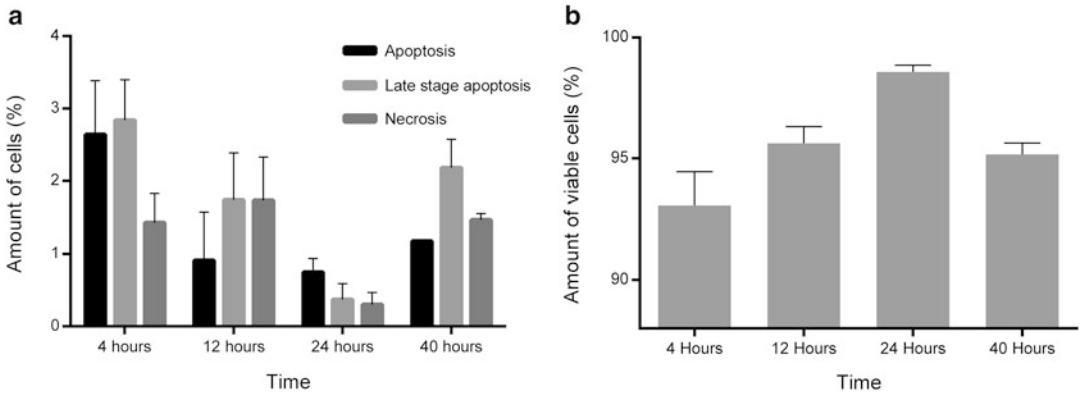 a
Amount of cells (%)
4
3
2
1
0
Apoptosis
Late stage apoptosis
Necrosis
4 hours 12 hours 24 hours 40 hours
Time
b
Amount of viable cells (%)
100
95
90
4 Hours 12 Hours 24 Hours 40 Hours
Time